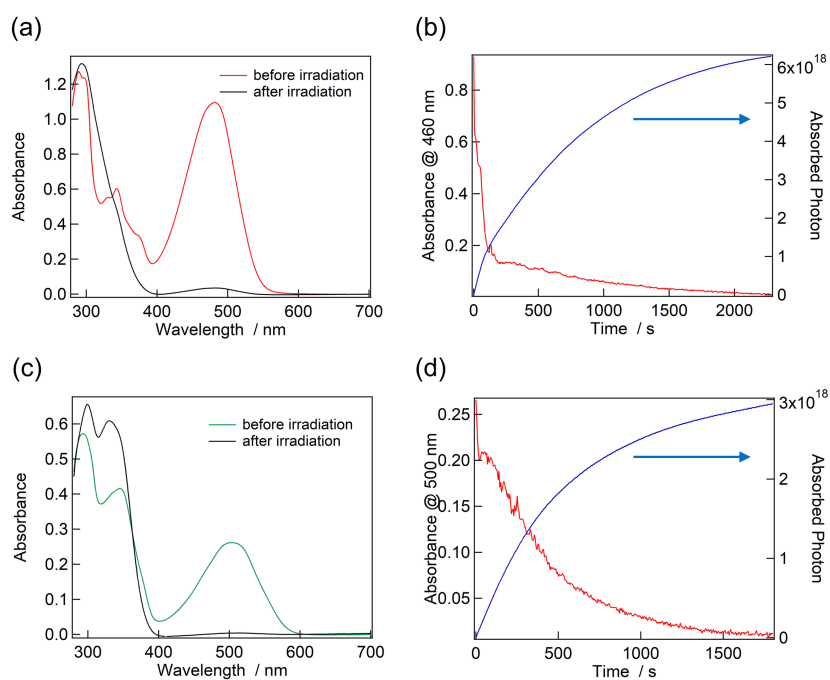 (a)
before irradiation
after irradiation
1.2
1.0
0.8
0.6
0.4
0.2
0.0
Absorbance
300 400 500 600 700
Wavelength / nm
(b)
0.8
0.6
0.4
0.2
Absorbance @ 460 nm
6x10^18
5
4
3
2
1
0
Absorbed Photon
0 500 1000 1500 2000
Time / s
(c)
before irradiation
after irradiation
0.6
0.5
0.4
0.3
0.2
0.1
0.0
Absorbance
300 400 500 600 700
Wavelength / nm
(d)
0.25
0.20
0.15
0.10
0.05
Absorbance @ 500 nm
3x10^18
2
1
0
Absorbed Photon
0 500 1000 1500
Time / s